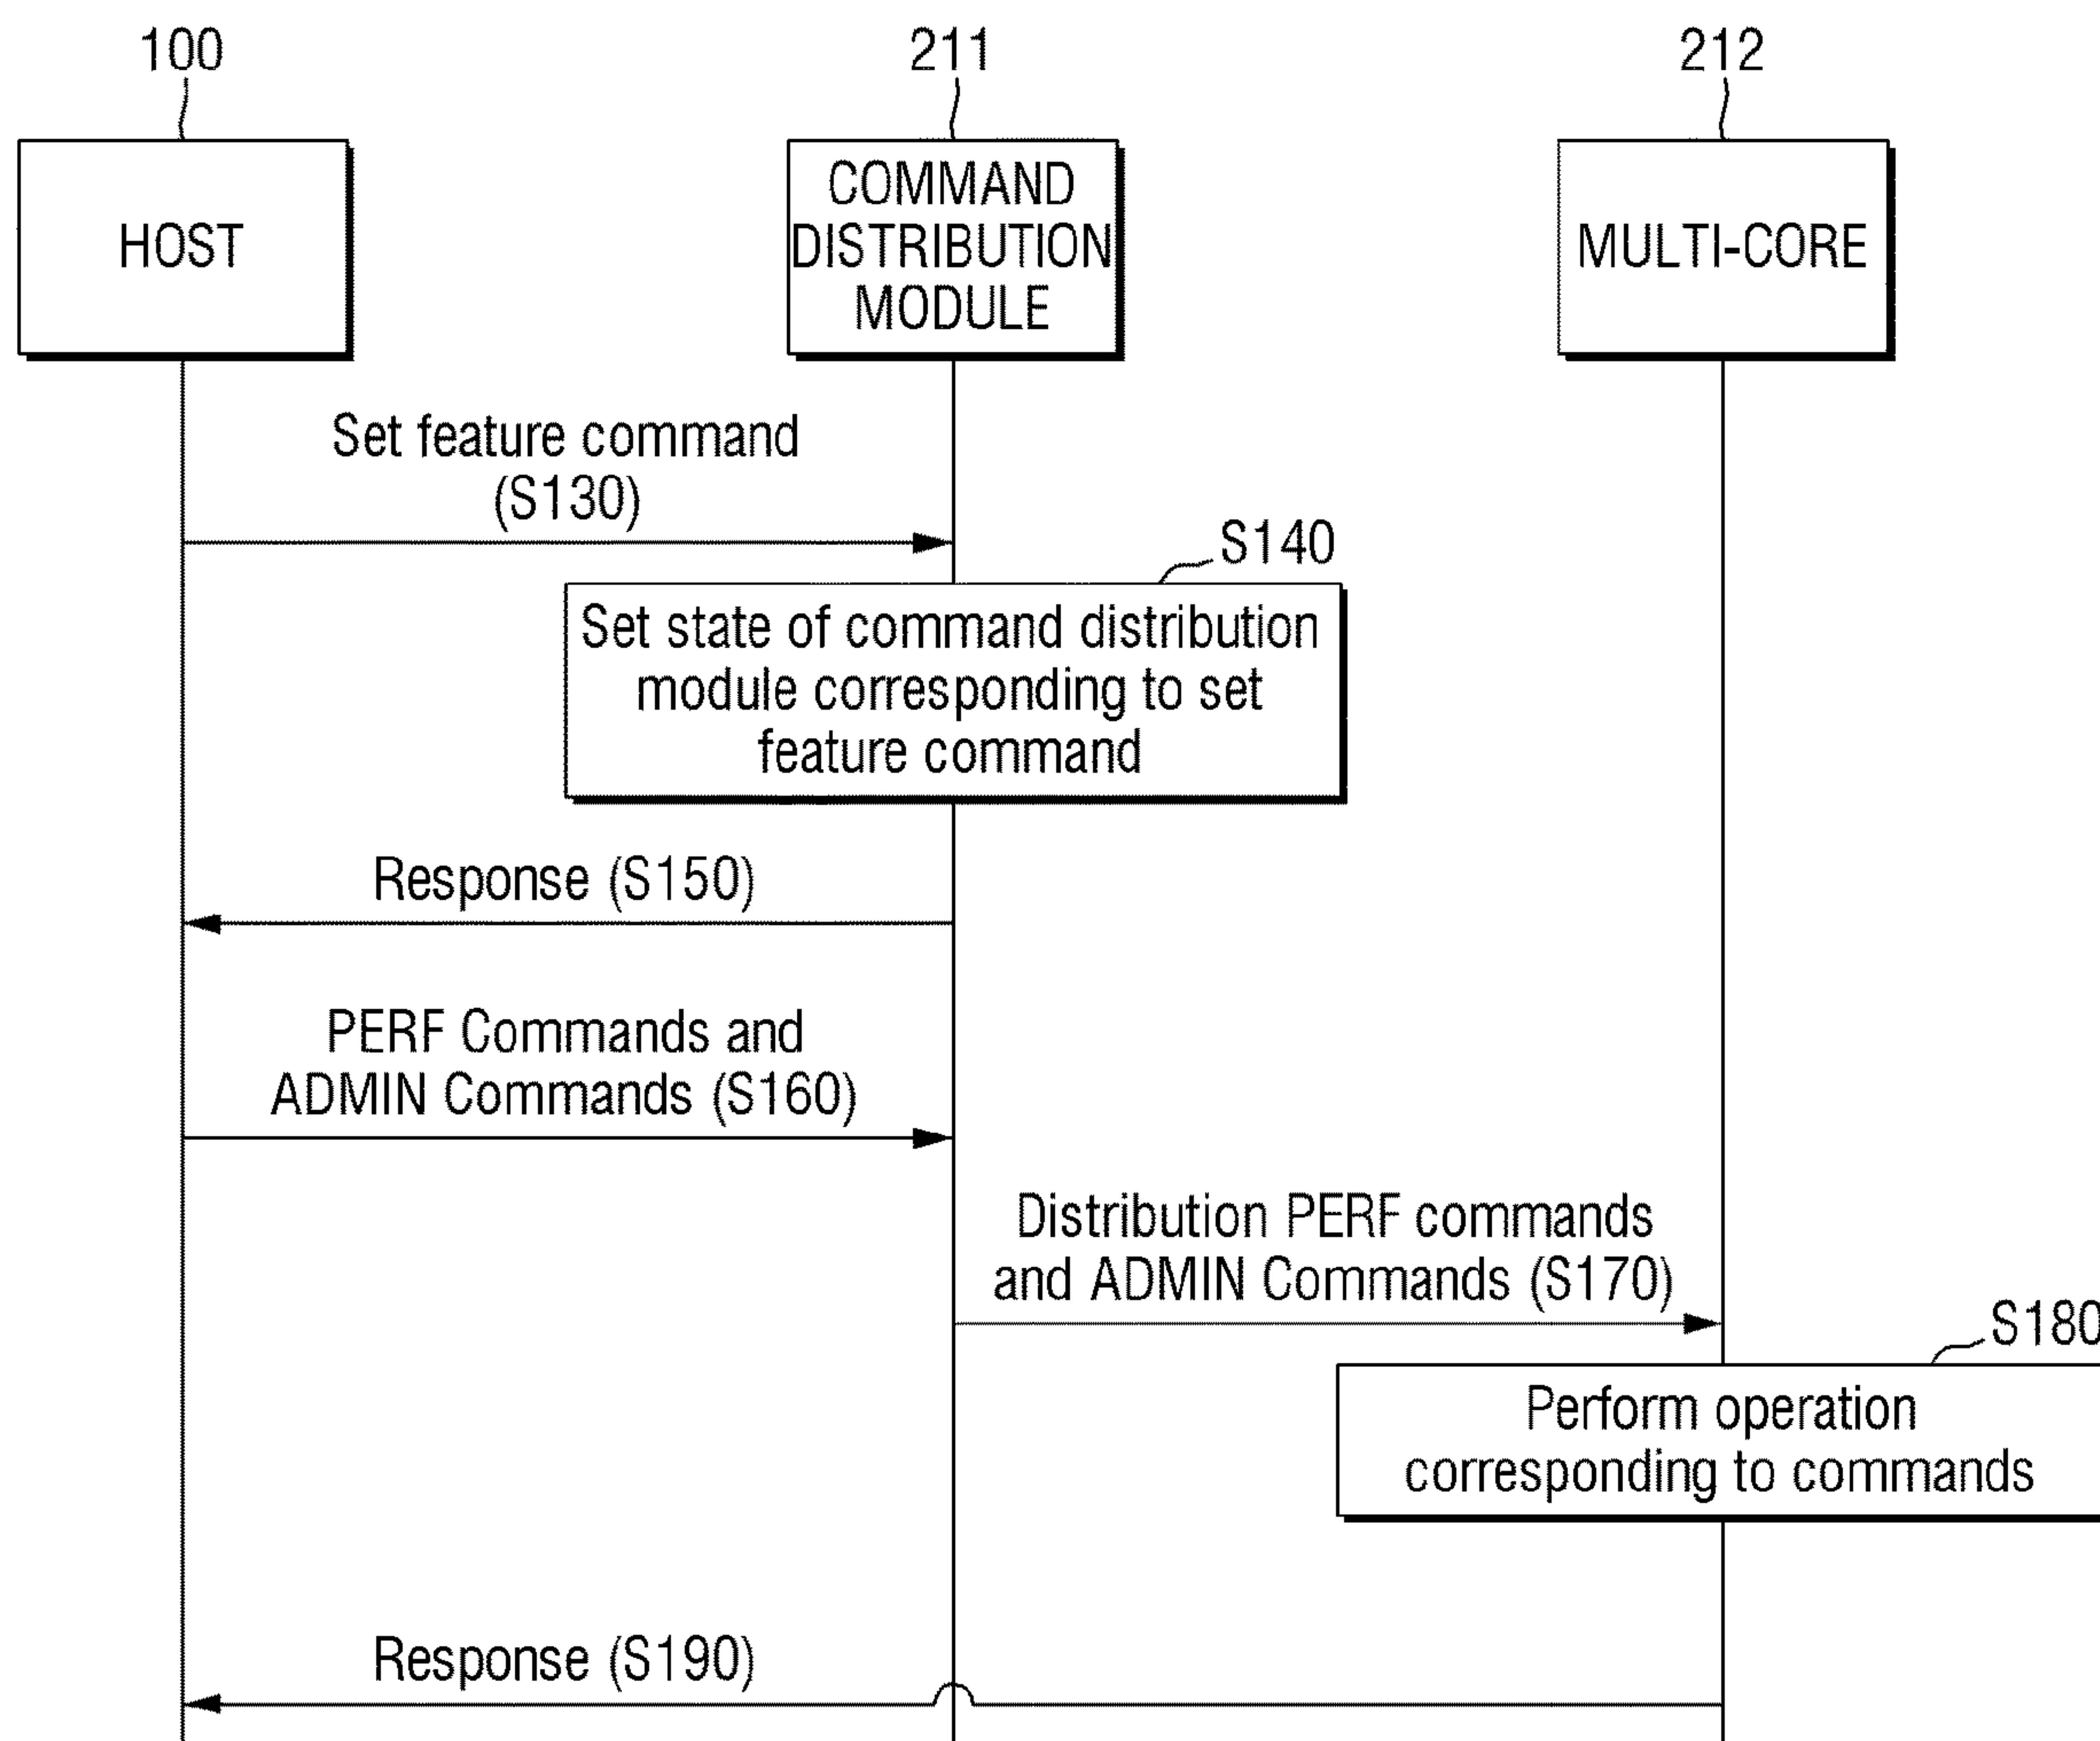 100
211
212
HOST
COMMAND
DISTRIBUTION
MODULE
MULTI-CORE
Set feature command
(S130)
S140
Set state of command distribution
module corresponding to set
feature command
Response (S150)
PERF Commands and
ADMIN Commands (S160)
Distribution PERF commands
and ADMIN Commands (S170)
S180
Perform operation
corresponding to commands
Response (S190)